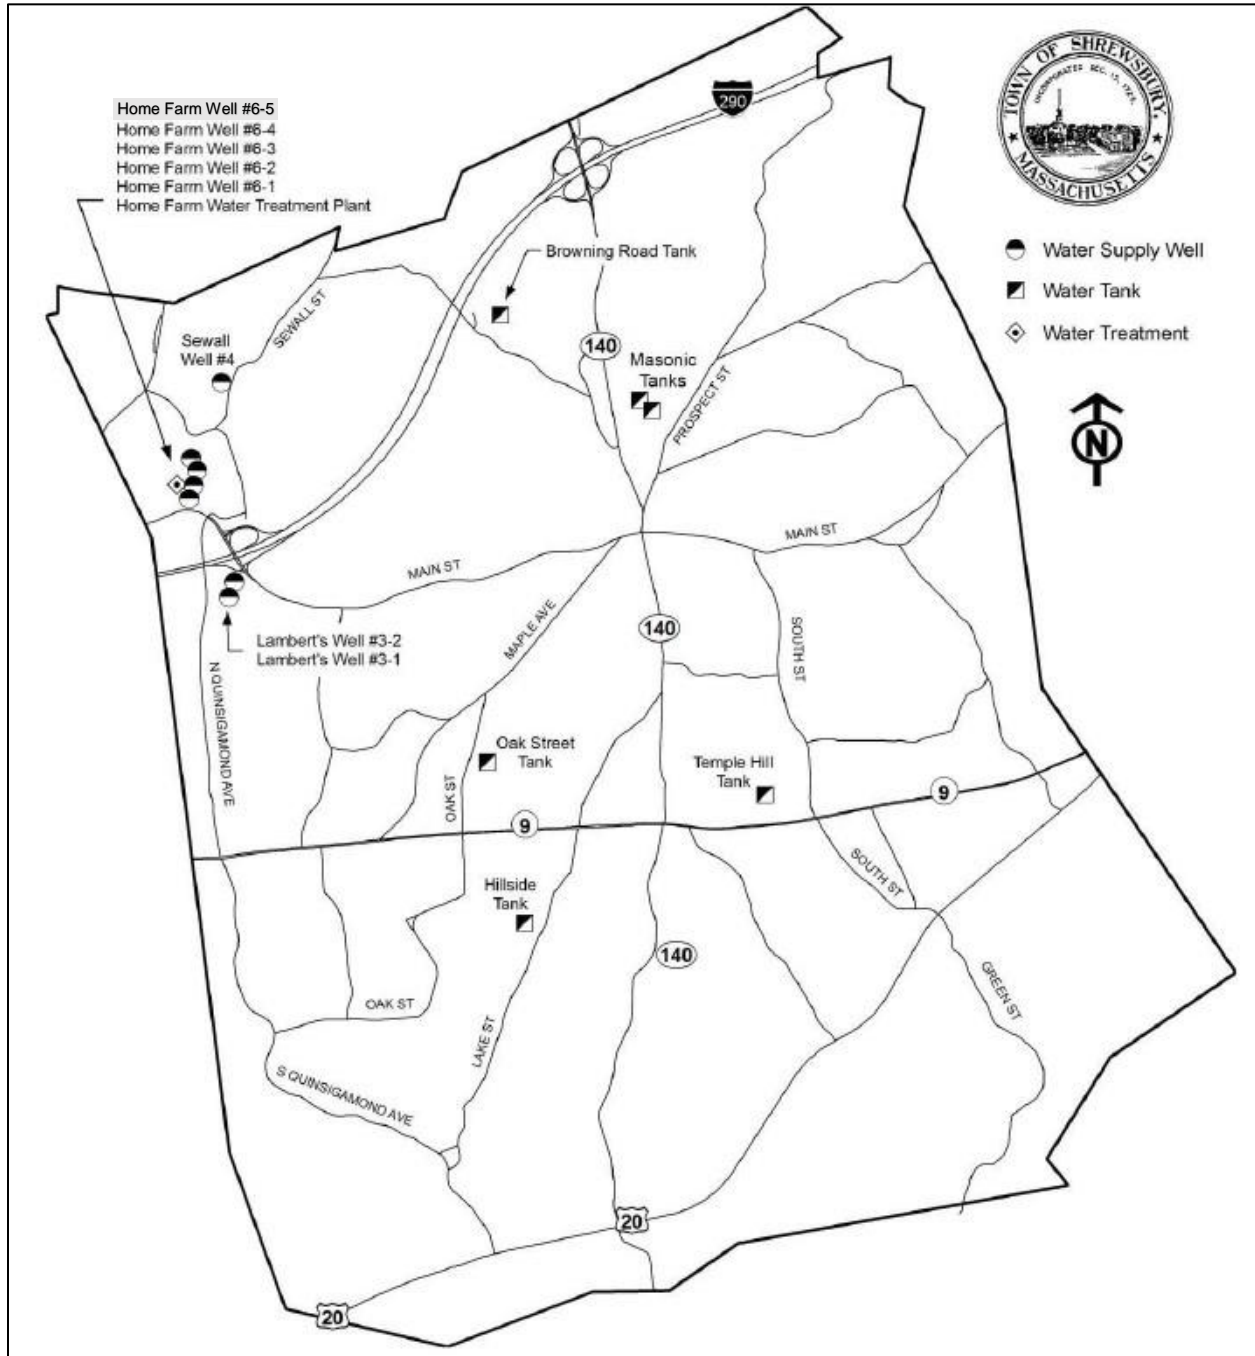 Home Farm Well #6-5
Home Farm Well #6-4
Home Farm Well #6-3
Home Farm Well #6-2
Home Farm Well #6-1
Home Farm Water Treatment Plant
290
TOWN OF SHREWSBURY,
INCORPORATED DEC. 15, 1727.
MASSACHUSETTS
Water Supply Well
Water Tank
Water Treatment
N
Browning Road Tank
SEWALL ST
Sewall
Well #4
140
Masonic
Tanks
PROSPECT ST
MAIN ST
MAIN ST
MAPLE AVE
140
SOUTH ST
Lambert's Well #3-2
Lambert's Well #3-1
N QUINSIGAMOND AVE
Oak Street
Tank
OAK ST
Temple Hill
Tank
9
9
Hillside
Tank
SOUTH ST
140
GREEN ST
OAK ST
LAKE ST
S QUINSIGAMOND AVE
20
20